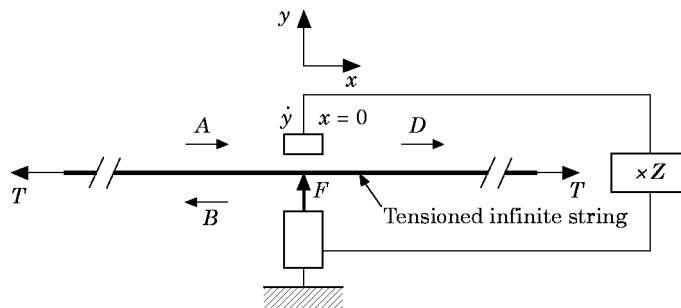 y
x
A
ẏ
x = 0
D
× Z
T
F
T
B
Tensioned infinite string